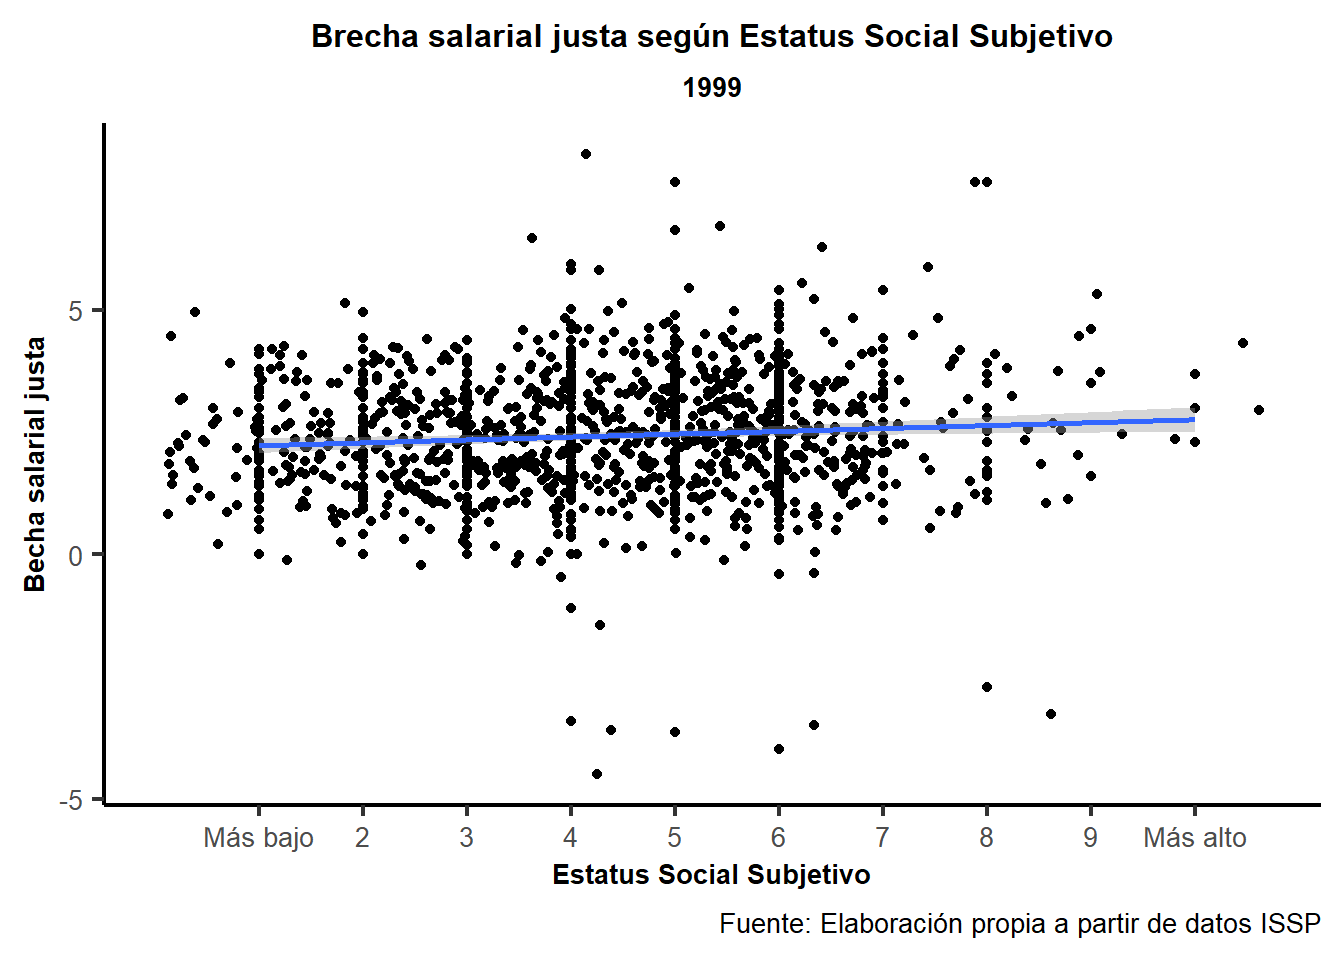 Brecha salarial justa según Estatus Social Subjetivo
1999
Becha salarial justa
5
0
-5
Más bajo 2 3 4 5 6 7 8 9 Más alto
Estatus Social Subjetivo
Fuente: Elaboración propia a partir de datos ISSP